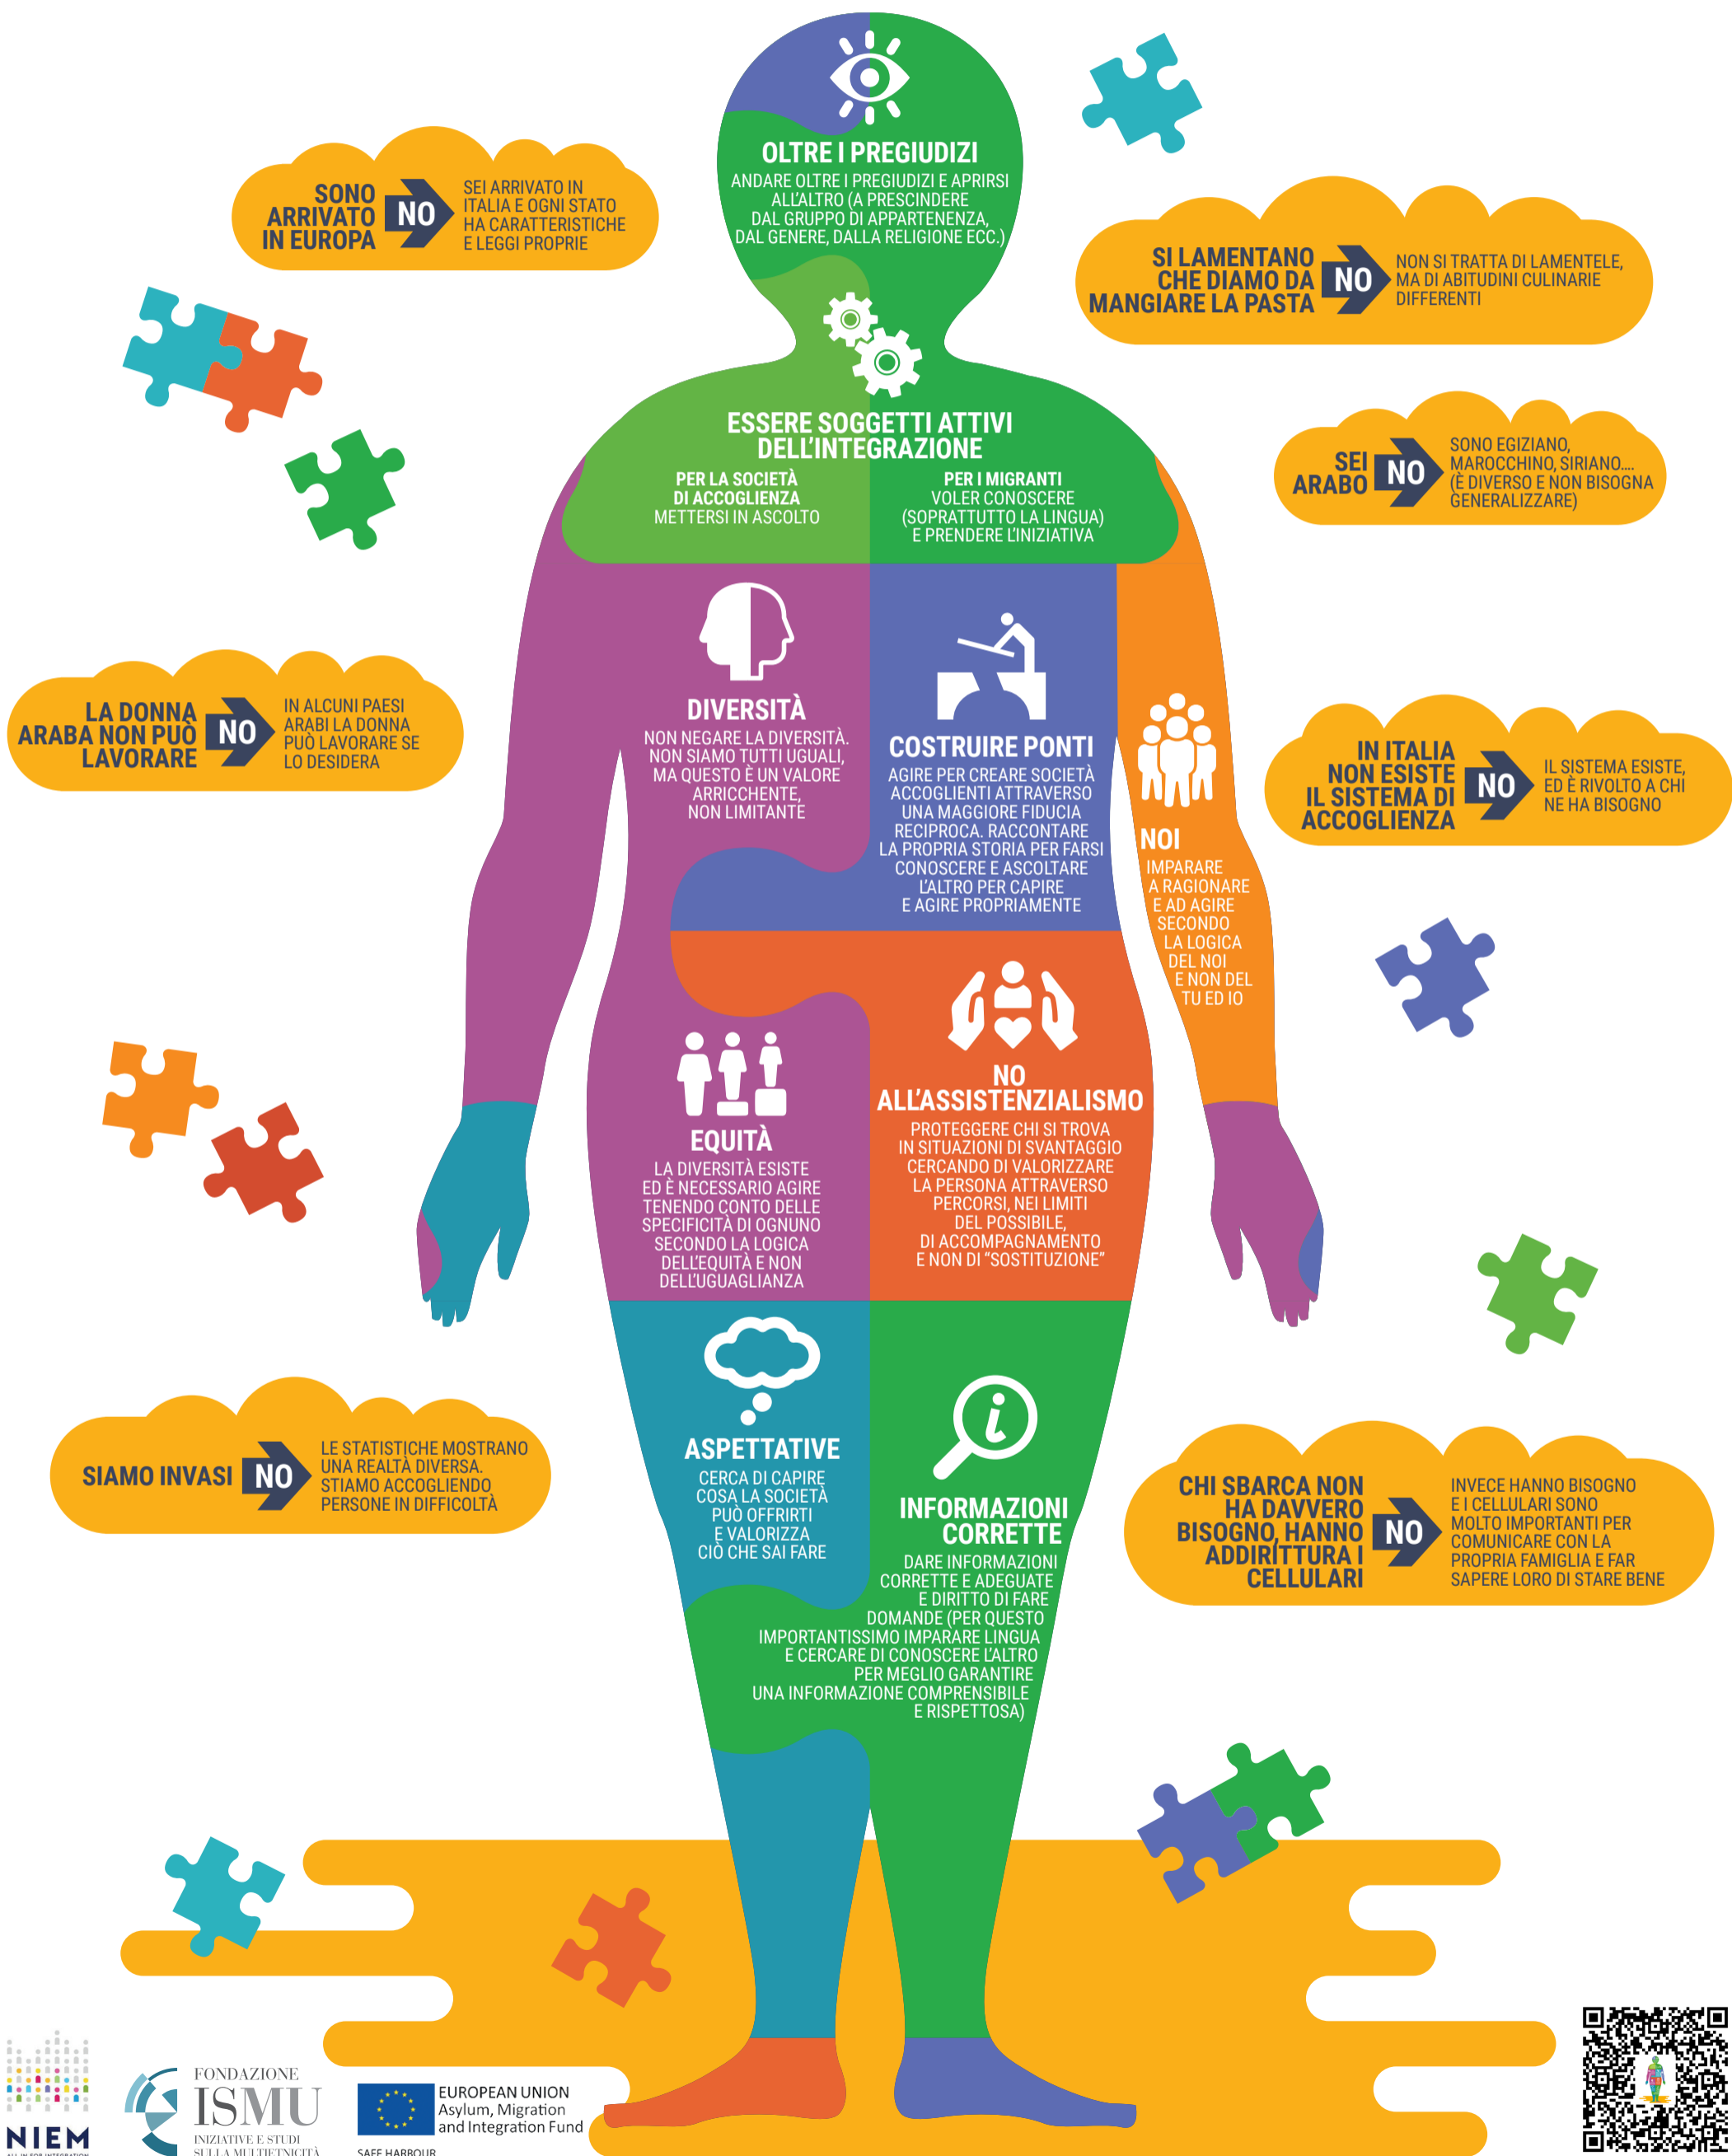 OLTRE I PREGIUDIZI
ANDARE OLTRE I PREGIUDIZI E APRIRSI
ALL'ALTRO (A PRESCINDERE
DAL GRUPPO DI APPARTENENZA,
DAL GENERE, DALLA RELIGIONE ECC.)
SONO
ARRIVATO
IN EUROPA
NO
SEI ARRIVATO IN
ITALIA E OGNI STATO
HA CARATTERISTICHE
E LEGGI PROPRIE
SI LAMENTANO
CHE DIAMO DA
MANGIARE LA PASTA
NO
NON SI TRATTA DI LAMENTELE,
MA DI ABITUDINI CULINARIE
DIFFERENTI
ESSERE SOGGETTI ATTIVI
DELL'INTEGRAZIONE
PER LA SOCIETÀ
DI ACCOGLIENZA
METTERSI IN ASCOLTO
PER I MIGRANTI
VOLER CONOSCERE
(SOPRATTUTTO LA LINGUA)
E PRENDERE L'INIZIATIVA
SEI
ARABO
NO
SONO EGIZIANO,
MAROCCHINO, SIRIANO....
(È DIVERSO E NON BISOGNA
GENERALIZZARE)
LA DONNA
ARABA NON PUÒ
LAVORARE
NO
IN ALCUNI PAESI
ARABI LA DONNA
PUÒ LAVORARE SE
LO DESIDERA
DIVERSITÀ
NON NEGARE LA DIVERSITÀ.
NON SIAMO TUTTI UGUALI,
MA QUESTO È UN VALORE
ARRICCHENTE,
NON LIMITANTE
COSTRUIRE PONTI
AGIRE PER CREARE SOCIETÀ
ACCOGLIENTI ATTRAVERSO
UNA MAGGIORE FIDUCIA
RECIPROCA. RACCONTARE
LA PROPRIA STORIA PER FARSI
CONOSCERE E ASCOLTARE
L'ALTRO PER CAPIRE
E AGIRE PROPRIAMENTE
NOI
IMPARARE
A RAGIONARE
E AD AGIRE
SECONDO
LA LOGICA
DEL NOI
E NON DEL
TU ED IO
IN ITALIA
NON ESISTE
IL SISTEMA DI
ACCOGLIENZA
NO
IL SISTEMA ESISTE,
ED È RIVOLTO A CHI
NE HA BISOGNO
EQUITÀ
LA DIVERSITÀ ESISTE
ED È NECESSARIO AGIRE
TENENDO CONTO DELLE
SPECIFICITÀ DI OGNUNO
SECONDO LA LOGICA
DELL'EQUITÀ E NON
DELL'UGUAGLIANZA
NO
ALL'ASSISTENZIALISMO
PROTEGGERE CHI SI TROVA
IN SITUAZIONI DI SVANTAGGIO
CERCANDO DI VALORIZZARE
LA PERSONA ATTRAVERSO
PERCORSI, NEI LIMITI
DEL POSSIBILE,
DI ACCOMPAGNAMENTO
E NON DI "SOSTITUZIONE"
SIAMO INVASI
NO
LE STATISTICHE MOSTRANO
UNA REALTÀ DIVERSA.
STIAMO ACCOGLIENDO
PERSONE IN DIFFICOLTÀ
ASPETTATIVE
CERCA DI CAPIRE
COSA LA SOCIETÀ
PUÒ OFFRIRTI
E VALORIZZA
CIÒ CHE SAI FARE
i
INFORMAZIONI
CORRETTE
DARE INFORMAZIONI
CORRETTE E ADEGUATE
E DIRITTO DI FARE
DOMANDE (PER QUESTO
IMPORTANTISSIMO IMPARARE LINGUA
E CERCARE DI CONOSCERE L'ALTRO
PER MEGLIO GARANTIRE
UNA INFORMAZIONE COMPRENSIBILE
E RISPETTOSA)
CHI SBARCA NON
HA DAVVERO
BISOGNO, HANNO
ADDIRITTURA I
CELLULARI
NO
INVECE HANNO BISOGNO
E I CELLULARI SONO
MOLTO IMPORTANTI PER
COMUNICARE CON LA
PROPRIA FAMIGLIA E FAR
SAPERE LORO DI STARE BENE
NIEM
ALL IN FOR INTEGRATION
FONDAZIONE
ISMU
INIZIATIVE E STUDI
SULLA MULTIETNICITÀ
EUROPEAN UNION
Asylum, Migration
and Integration Fund
SAFE HARBOUR